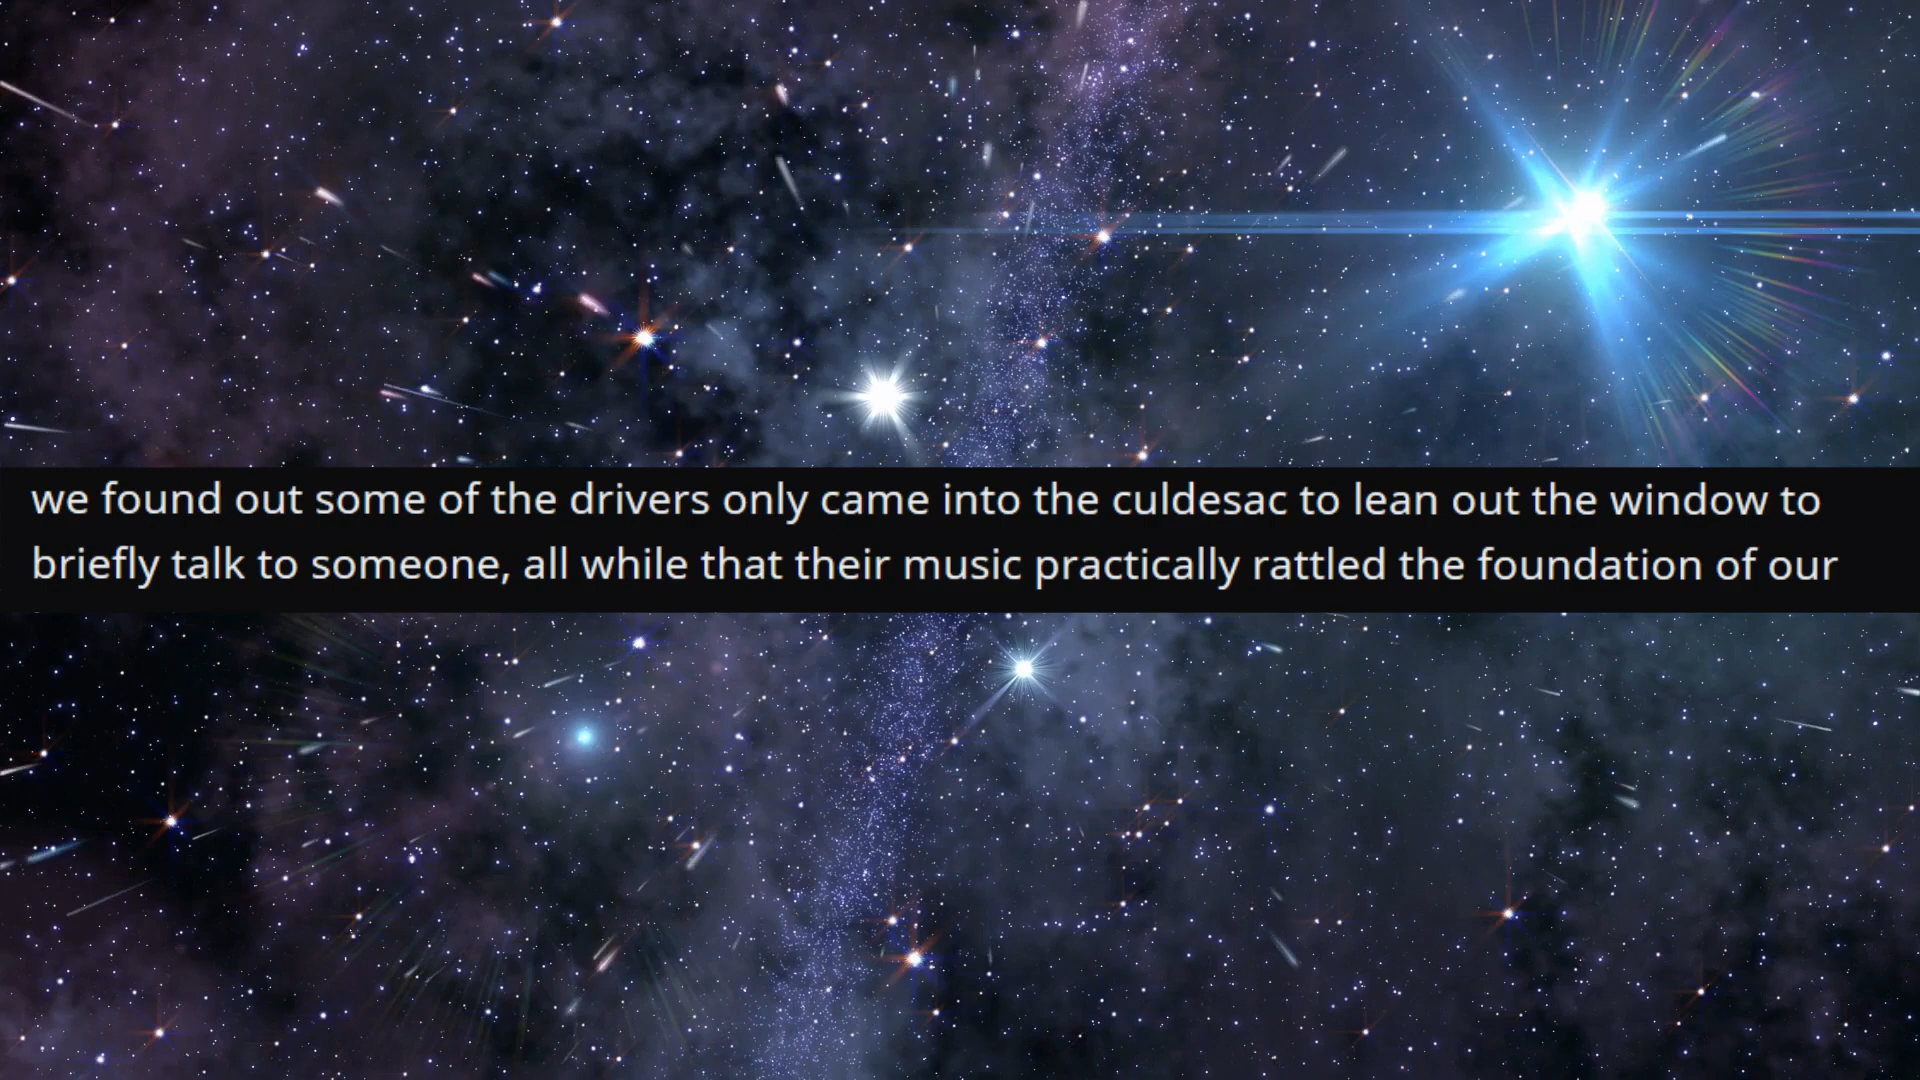 we found out some of the drivers only came into the culdesac to lean out the window to
briefly talk to someone, all while that their music practically rattled the foundation of our